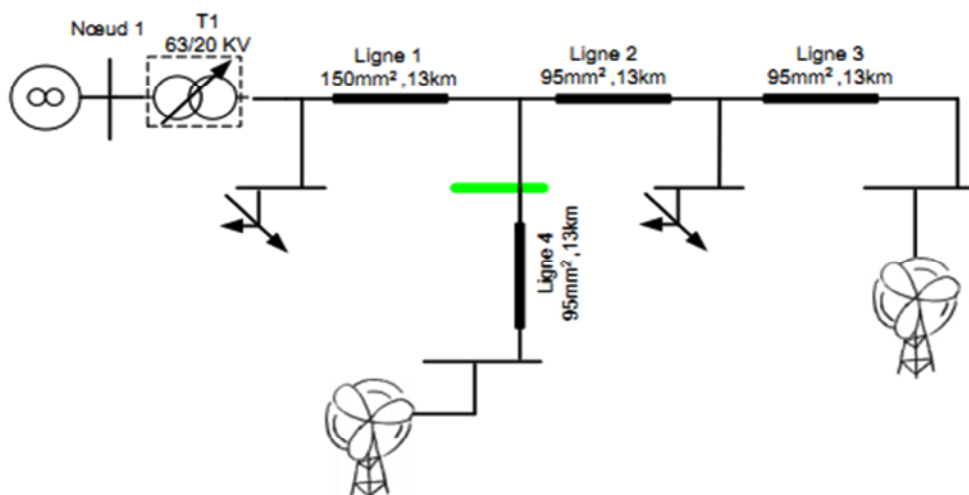 Nœud 1
T1
63/20 KV
Ligne 1
150mm² ,13km
Ligne 2
95mm² ,13km
Ligne 3
95mm² ,13km
Ligne 4
95mm² ,13km